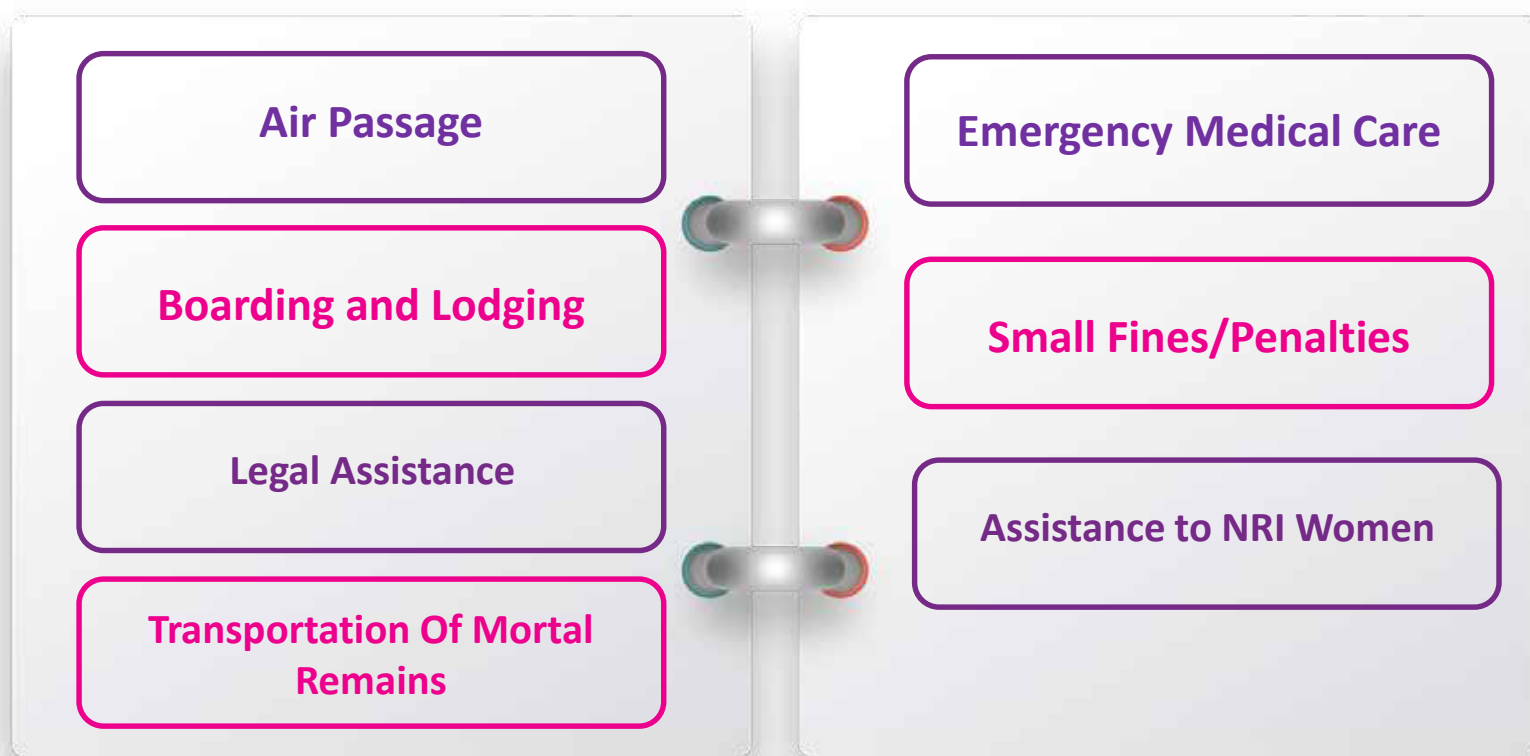 Air Passage
Boarding and Lodging
Legal Assistance
Transportation Of Mortal
Remains
Emergency Medical Care
Small Fines/Penalties
Assistance to NRI Women